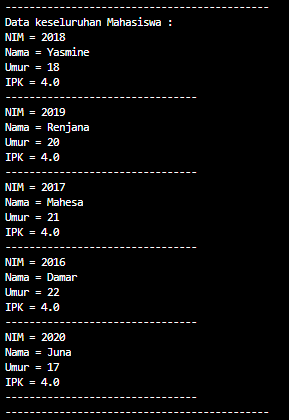 --------------------------------------------
Data keseluruhan Mahasiswa :
NIM = 2018
Nama = Yasmine
Umur = 18
IPK = 4.0
--------------------------------
NIM = 2019
Nama = Renjana
Umur = 20
IPK = 4.0
--------------------------------
NIM = 2017
Nama = Mahesa
Umur = 21
IPK = 4.0
--------------------------------
NIM = 2016
Nama = Damar
Umur = 22
IPK = 4.0
--------------------------------
NIM = 2020
Nama = Juna
Umur = 17
IPK = 4.0
--------------------------------
--------------------------------------------